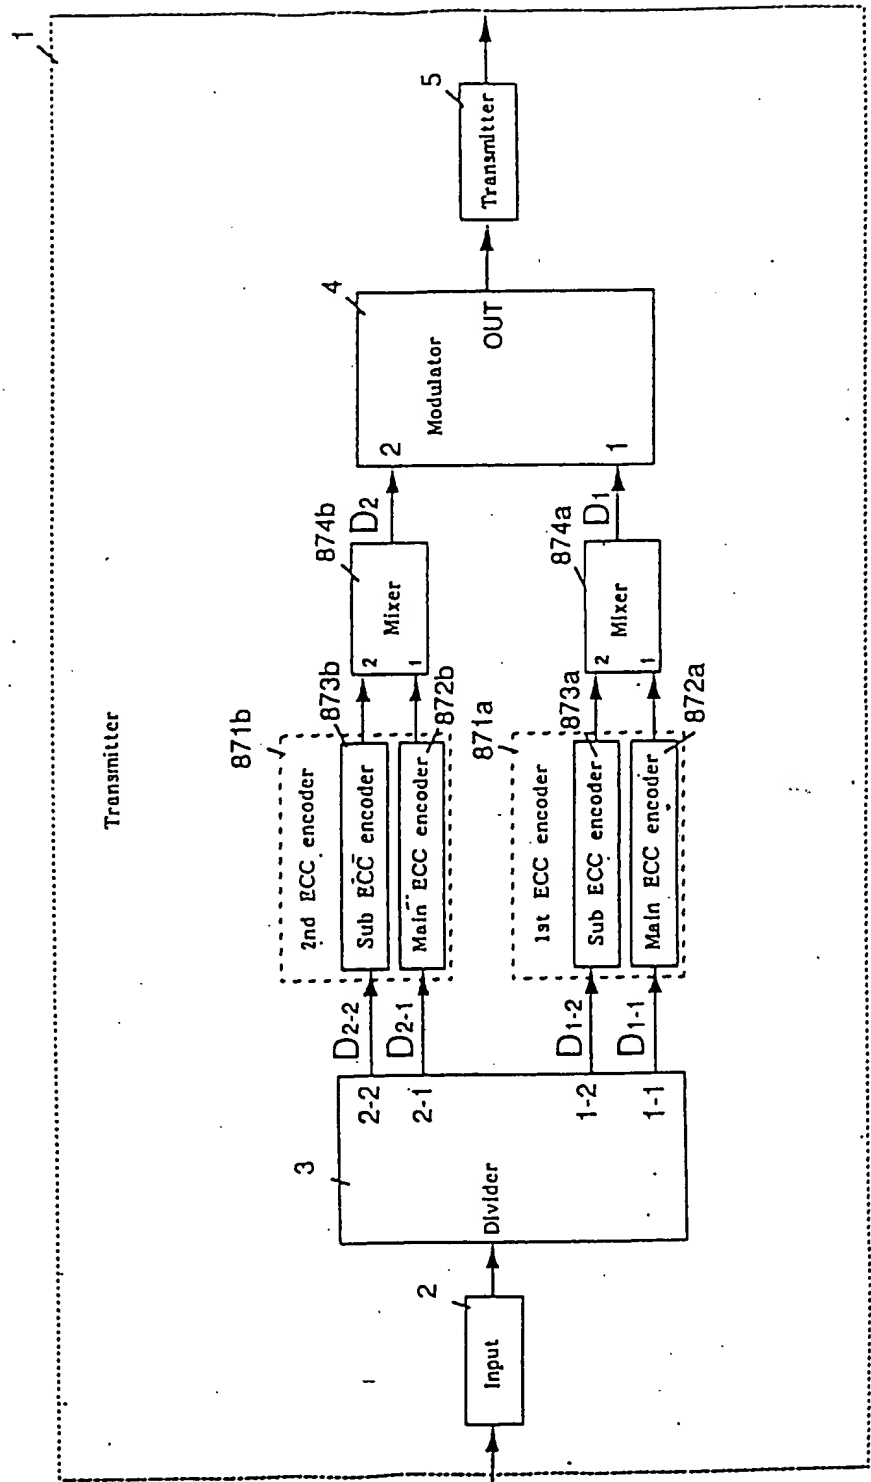 Transmitter
1
Input
2
Divider
3
2-2
2-1
1-2
1-1
D2-2
D2-1
D1-2
D1-1
871b
2nd ECC encoder
Sub ECC encoder
873b
Main ECC encoder
872b
871a
1st ECC encoder
Sub ECC encoder
873a
Main ECC encoder
872a
874b
2
1
Mixer
D2
874a
2
1
Mixer
D1
4
2
Modulator
1
OUT
5
Transmitter